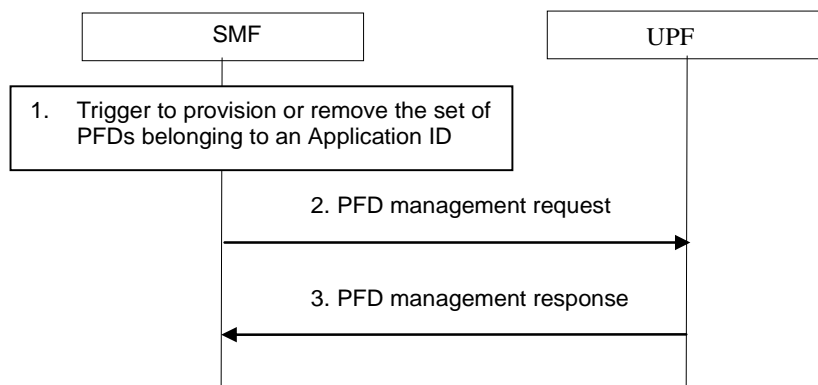 SMF
UPF
1. Trigger to provision or remove the set of
PFDs belonging to an Application ID
2. PFD management request
3. PFD management response